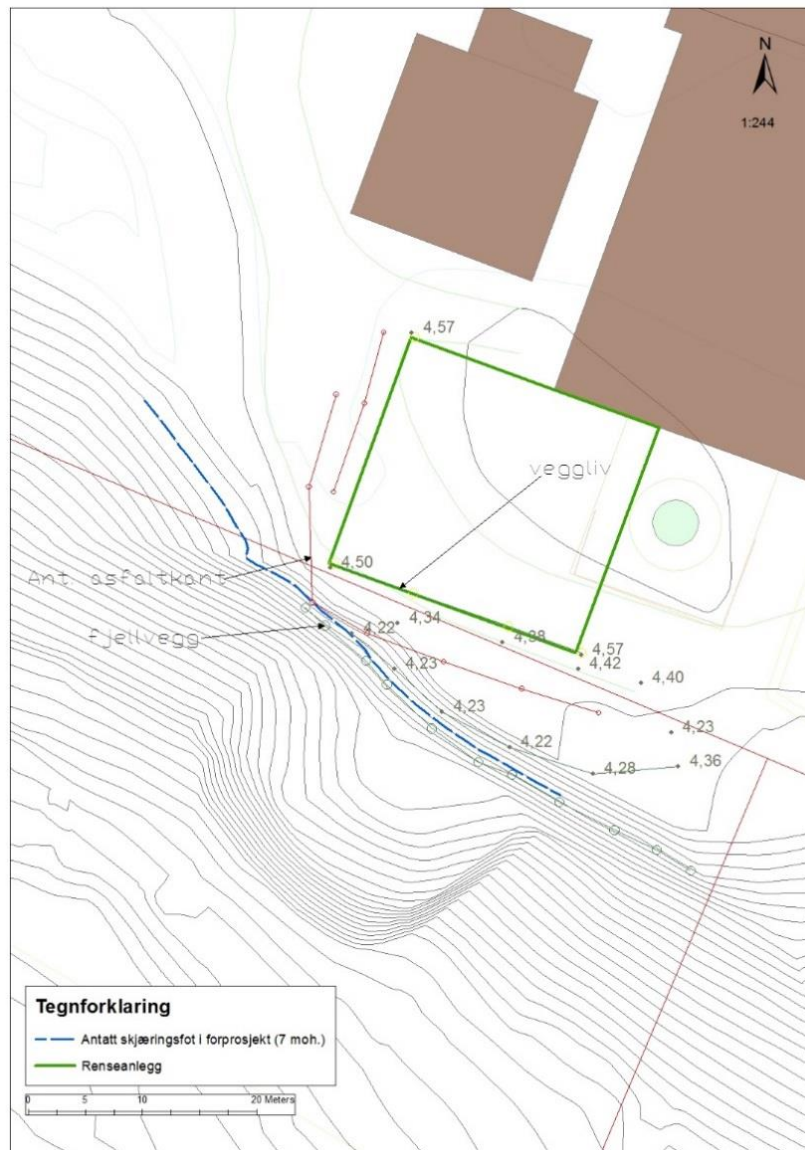 N
1:244
4,57
veggliv
4,50
Ant. asfaltkant
4,34
4,22
fjellvegg
4,38
4,57
4,42
4,23
4,40
4,23
4,23
4,22
4,36
4,28
Tegnforklaring
Antatt skjæringsfot i forprosjekt (7 moh.)
Renseanlegg
0 5 10 20 Meters